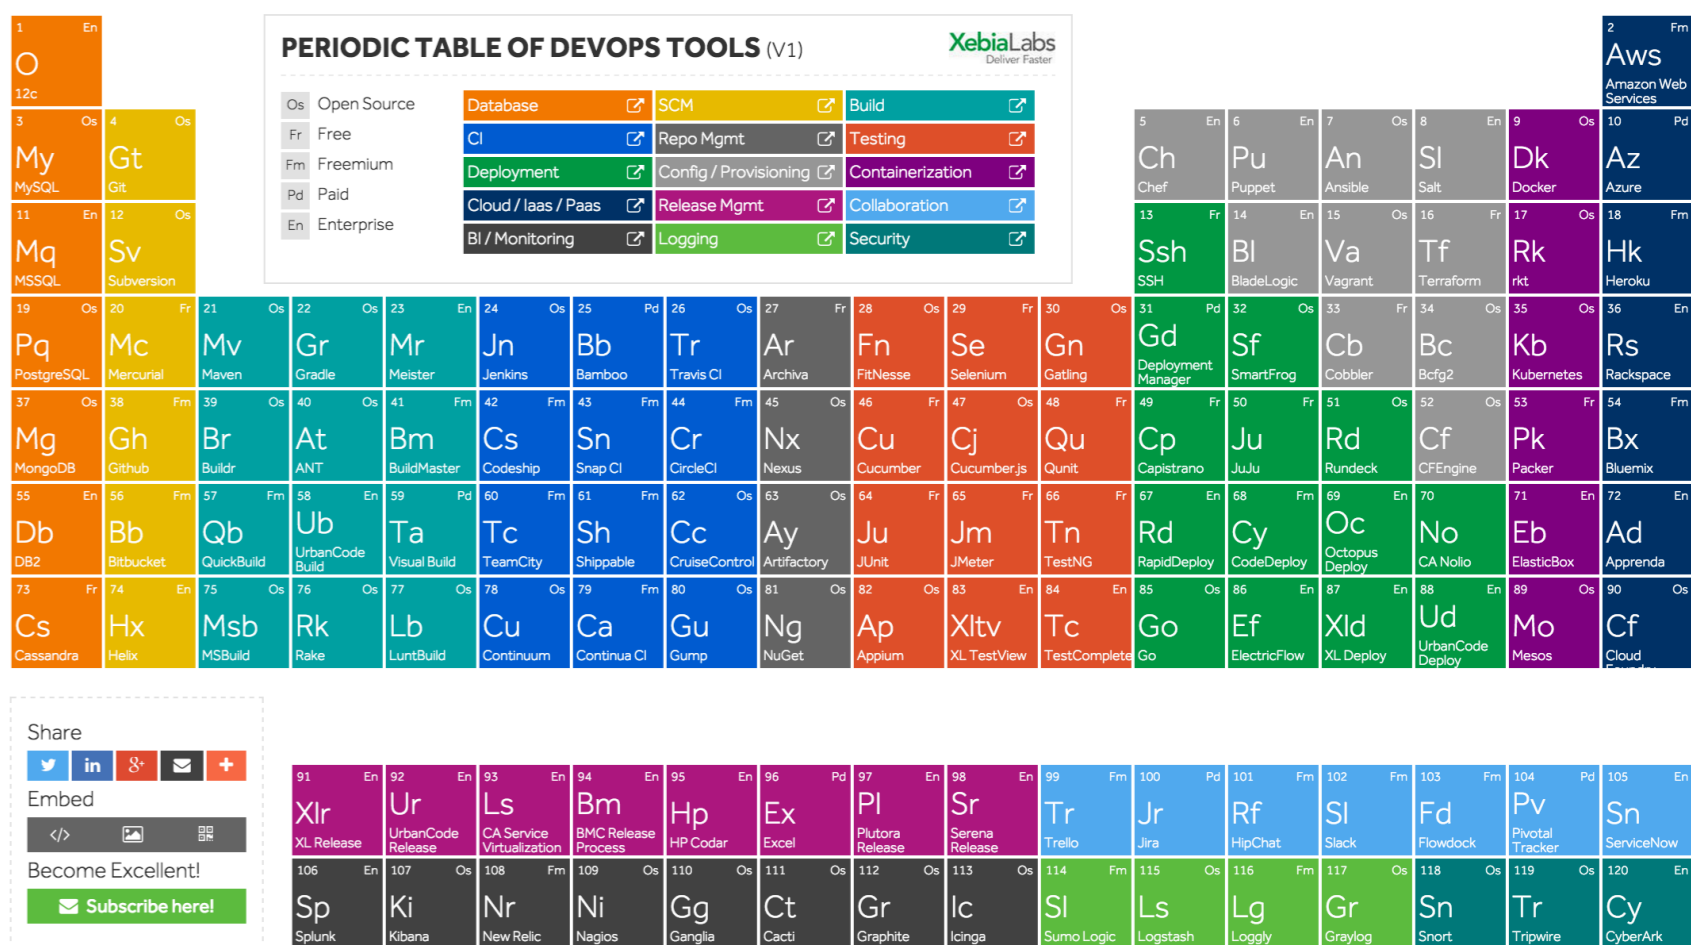 PERIODIC TABLE OF DEVOPS TOOLS (V1)
XebiaLabs
Deliver Faster
Os Open Source
Fr Free
Fm Freemium
Pd Paid
En Enterprise
Database SCM Build
CI Repo Mgmt Testing
Deployment Config / Provisioning Containerization
Cloud / Iaas / Paas Release Mgmt Collaboration
BI / Monitoring Logging Security
1 En O 12c
2 Fm Aws Amazon Web Services
3 Os My MySQL
4 Os Gt Git
5 En Ch Chef
6 En Pu Puppet
7 Os An Ansible
8 En Sl Salt
9 Os Dk Docker
10 Pd Az Azure
11 En Mq MSSQL
12 Os Sv Subversion
13 Fr Ssh SSH
14 En Bl BladeLogic
15 Os Va Vagrant
16 Fr Tf Terraform
17 Os Rk rkt
18 Fm Hk Heroku
19 Os Pq PostgreSQL
20 Fr Mc Mercurial
21 Os Mv Maven
22 Os Gr Gradle
23 En Mr Meister
24 Os Jn Jenkins
25 Pd Bb Bamboo
26 Os Tr Travis CI
27 Fr Ar Archiva
28 Os Fn FitNesse
29 Fr Se Selenium
30 Os Gn Gatling
31 Pd Gd Deployment Manager
32 Os Sf SmartFrog
33 Fr Cb Cobbler
34 Os Bc Bcfg2
35 Os Kb Kubernetes
36 En Rs Rackspace
37 Os Mg MongoDB
38 Fm Gh Github
39 Os Br Buildr
40 Os At ANT
41 Fm Bm BuildMaster
42 Fm Cs Codeship
43 Fm Sn Snap CI
44 Fm Cr CircleCI
45 Os Nx Nexus
46 Fr Cu Cucumber
47 Os Cj Cucumber.js
48 Fr Qu Qunit
49 Fr Cp Capistrano
50 Fr Ju JuJu
51 Os Rd Rundeck
52 Os Cf CFEngine
53 Fr Pk Packer
54 Fm Bx Bluemix
55 En Db DB2
56 Fm Bb Bitbucket
57 Fm Qb QuickBuild
58 En Ub UrbanCode Build
59 Pd Ta Visual Build
60 Fm Tc TeamCity
61 Fm Sh Shippable
62 Os Cc CruiseControl
63 Os Ay Artifactory
64 Fr Ju JUnit
65 Fr Jm JMeter
66 Fr Tn TestNG
67 En Rd RapidDeploy
68 Fm Cy CodeDeploy
69 En Oc Octopus Deploy
70 No CA Nolio
71 En Eb ElasticBox
72 En Ad Apprenda
73 Fr Cs Cassandra
74 En Hx Helix
75 Os Msb MSBuild
76 Os Rk Rake
77 Os Lb LuntBuild
78 Os Cu Continuum
79 Fm Ca Continua CI
80 Os Gu Gump
81 Os Ng NuGet
82 Os Ap Appium
83 En Xltv XL TestView
84 En Tc TestComplete
85 Os Go Go
86 En Ef ElectricFlow
87 En Xld XL Deploy
88 En Ud UrbanCode Deploy
89 Os Mo Mesos
90 Os Cf Cloud
Share
in 8+
Embed
</>
Become Excellent!
Subscribe here!
91 En Xlr XL Release
92 En Ur UrbanCode Release
93 En Ls CA Service Virtualization
94 En Bm BMC Release Process
95 En Hp HP Codar
96 Pd Ex Excel
97 En Pl Plutora Release
98 En Sr Serena Release
99 Fm Tr Trello
100 Pd Jr Jira
101 Fm Rf HipChat
102 Fm Sl Slack
103 Fm Fd Flowdock
104 Pd Pv Pivotal Tracker
105 En Sn ServiceNow
106 En Sp Splunk
107 Os Ki Kibana
108 Fm Nr New Relic
109 Os Ni Nagios
110 Os Gg Ganglia
111 Os Ct Cacti
112 Os Gr Graphite
113 Os Ic Icinga
114 Fm Sl Sumo Logic
115 Os Ls Logstash
116 Fm Lg Loggly
117 Os Gr Graylog
118 Os Sn Snort
119 Os Tr Tripwire
120 En Cy CyberArk